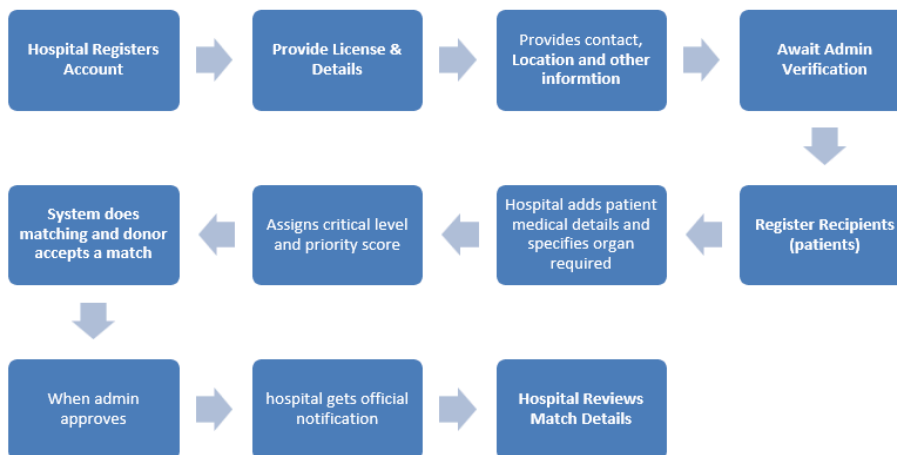 Hospital Registers
Account
Provide License &
Details
Provides contact,
Location and other
informtion
Await Admin
Verification
System does
matching and donor
accepts a match
Assigns critical level
and priority score
Hospital adds patient
medical details and
specifies organ
required
Register Recipients
(patients)
When admin
approves
hospital gets official
notification
Hospital Reviews
Match Details